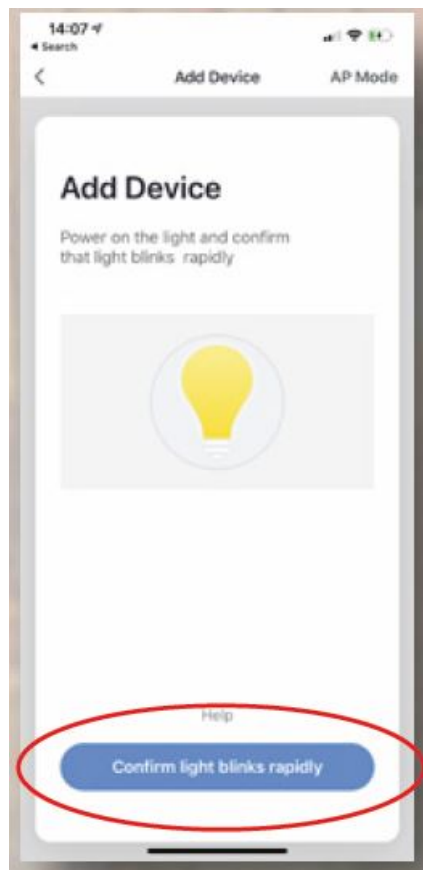 14:07
◀ Search
Add Device
AP Mode
Add Device
Power on the light and confirm
that light blinks rapidly
Help
Confirm light blinks rapidly